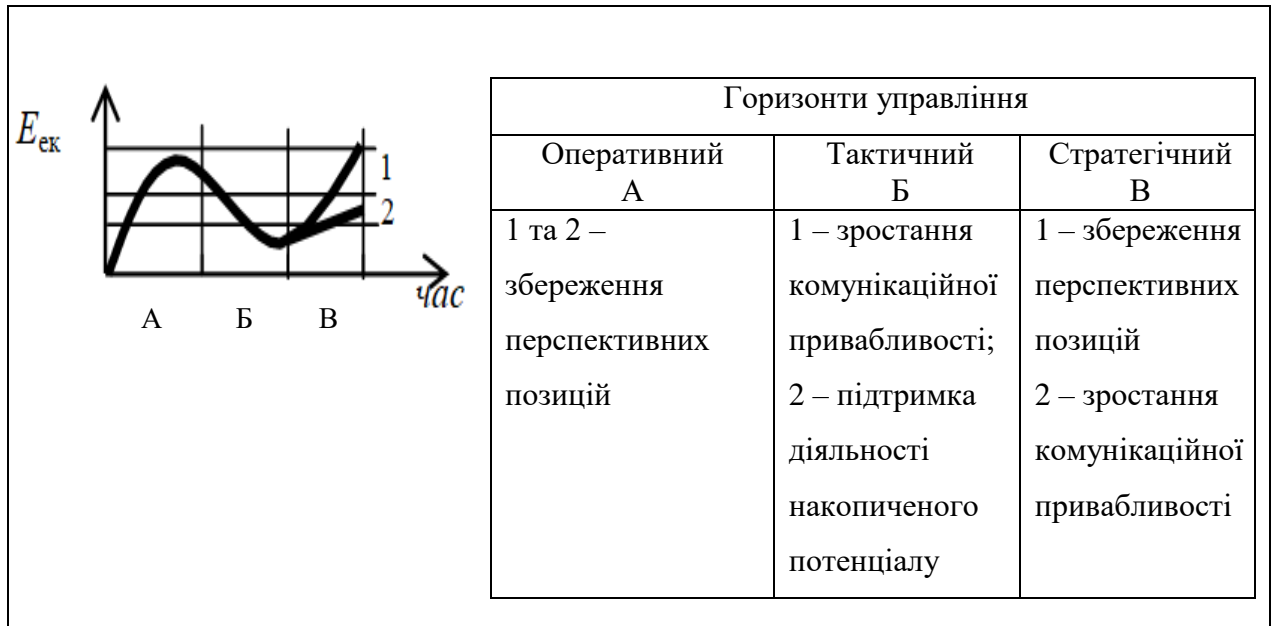 Eек
1
2
час
А Б В
Горизонти управління
Оперативний
А
Тактичний
Б
Стратегічний
В
1 та 2 –
збереження
перспективних
позицій
1 – зростання
комунікаційної
привабливості;
2 – підтримка
діяльності
накопиченого
потенціалу
1 – збереження
перспективних
позицій
2 – зростання
комунікаційної
привабливості